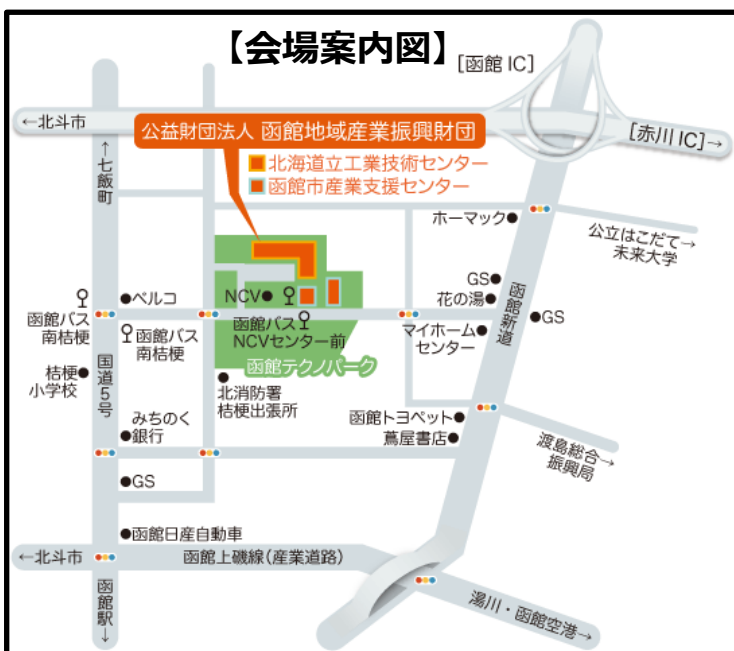 【会場案内図】
[函館 IC]
←北斗市
公益財団法人 函館地域産業振興財団
[赤川 IC]→
北海道立工業技術センター
函館市産業支援センター
←七飯町
ホーマック
公立はこだて→
未来大学
GS
花の湯
函館新道
GS
ベルコ
NCV
函館バス
南桔梗
函館バス
南桔梗
函館バス
NCVセンター前
マイホーム
センター
函館テクノパーク
国道5号
桔梗
小学校
北消防署
桔梗出張所
みちのく
銀行
函館トヨペット
蔦屋書店
渡島総合→
振興局
GS
函館日産自動車
←北斗市
函館上磯線(産業道路)
函館駅→
湯川・函館空港→